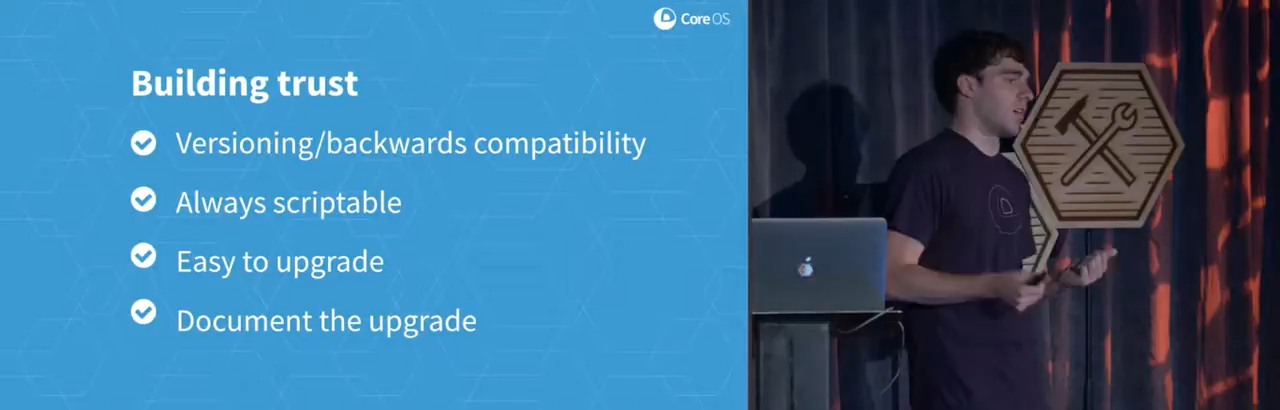 CoreOS
Building trust
Versioning/backwards compatibility
Always scriptable
Easy to upgrade
Document the upgrade